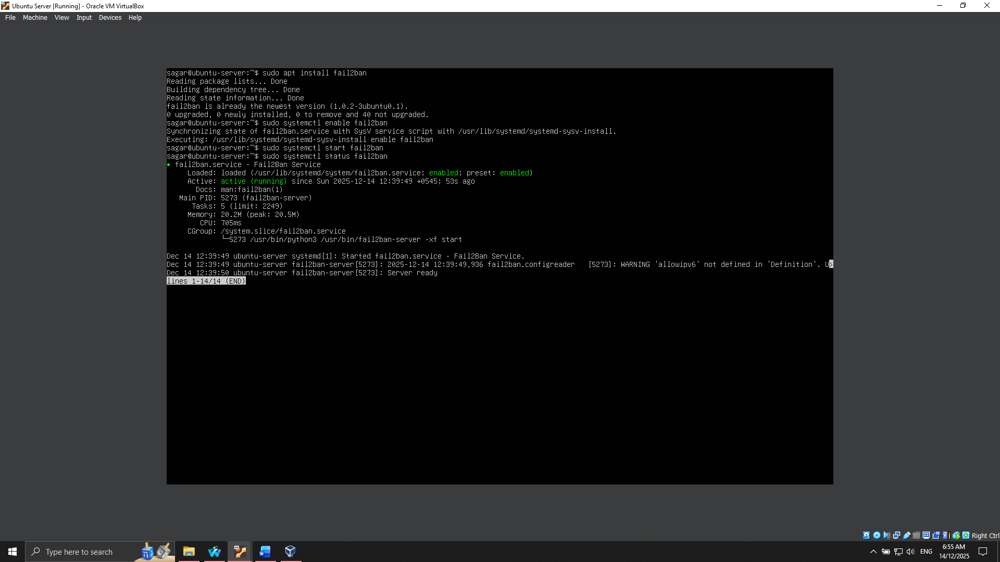 Ubuntu Server [Running] - Oracle VM VirtualBox
File Machine View Input Devices Help
sagar@ubuntu-server:~$ sudo apt install fail2ban
Reading package lists... Done
Building dependency tree... Done
Reading state information... Done
fail2ban is already the newest version (1.0.2-3ubuntu0.1).
0 upgraded, 0 newly installed, 0 to remove and 40 not upgraded.
sagar@ubuntu-server:~$ sudo systemctl enable fail2ban
Synchronizing state of fail2ban.service with SysV service script with /usr/lib/systemd/systemd-sysv-install.
Executing: /usr/lib/systemd/systemd-sysv-install enable fail2ban
sagar@ubuntu-server:~$ sudo systemctl start fail2ban
sagar@ubuntu-server:~$ sudo systemctl status fail2ban
● fail2ban.service - Fail2Ban Service
Loaded: loaded (/usr/lib/systemd/system/fail2ban.service; enabled; preset: enabled)
Active: active (running) since Sun 2025-12-14 12:39:49 +0545; 53s ago
Docs: man:fail2ban(1)
Main PID: 5273 (fail2ban-server)
Tasks: 5 (limit: 2249)
Memory: 20.2M (peak: 20.5M)
CPU: 705ms
CGroup: /system.slice/fail2ban.service
└─5273 /usr/bin/python3 /usr/bin/fail2ban-server -xf start
Dec 14 12:39:49 ubuntu-server systemd[1]: Started fail2ban.service - Fail2Ban Service.
Dec 14 12:39:49 ubuntu-server fail2ban-server[5273]: 2025-12-14 12:39:49,936 fail2ban.configreader [5273]: WARNING 'allowipv6' not defined in 'Definition'. U>
Dec 14 12:39:50 ubuntu-server fail2ban-server[5273]: Server ready
lines 1-14/14 (END)
Right Ctrl
Type here to search
ENG
6:55 AM
14/12/2025